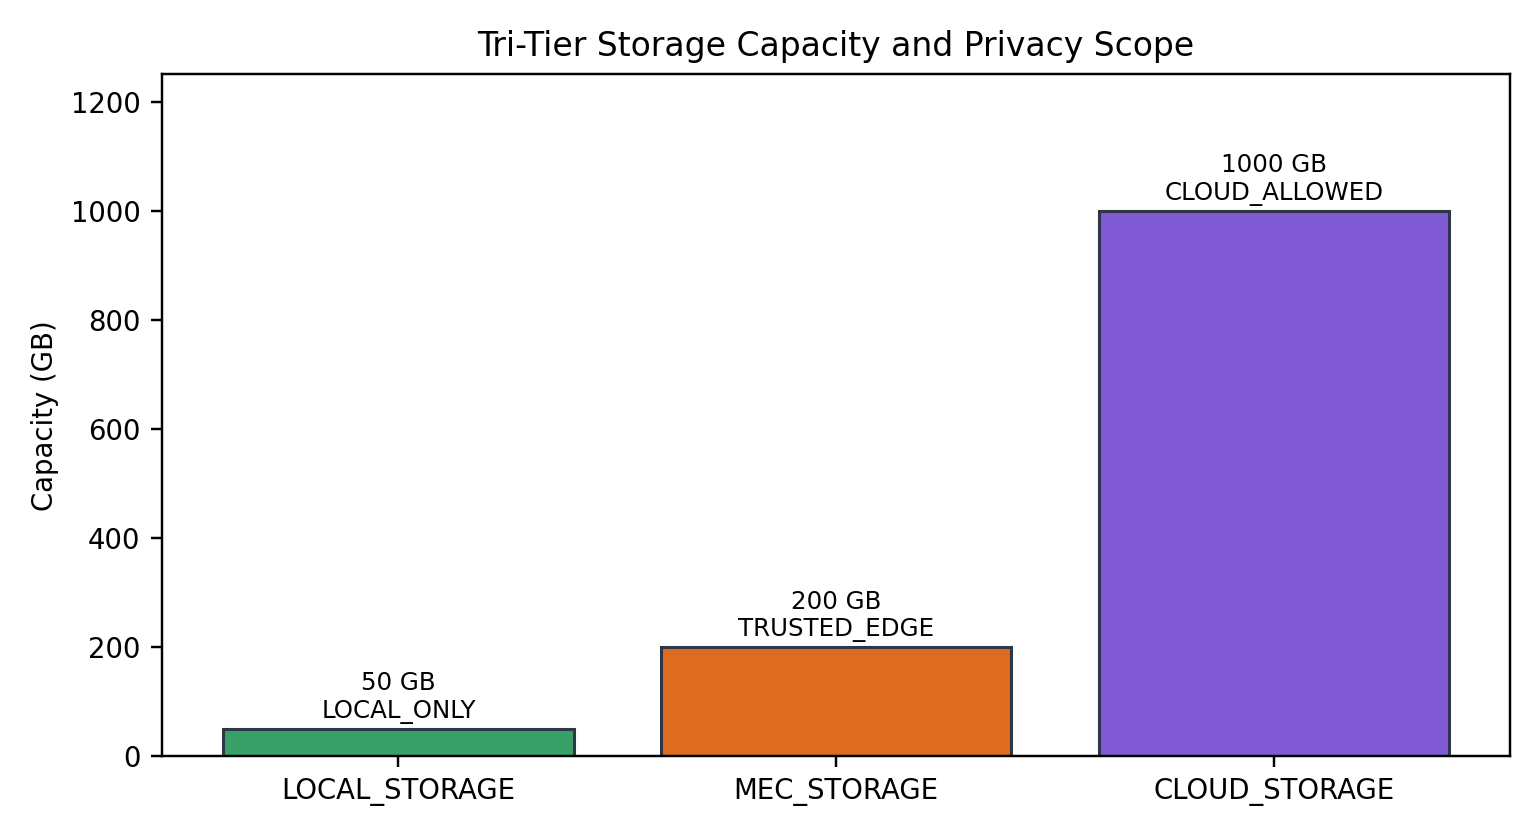 Tri-Tier Storage Capacity and Privacy Scope
Capacity (GB)
1200
1000
800
600
400
200
0
50 GB
LOCAL_ONLY
200 GB
TRUSTED_EDGE
1000 GB
CLOUD_ALLOWED
LOCAL_STORAGE
MEC_STORAGE
CLOUD_STORAGE